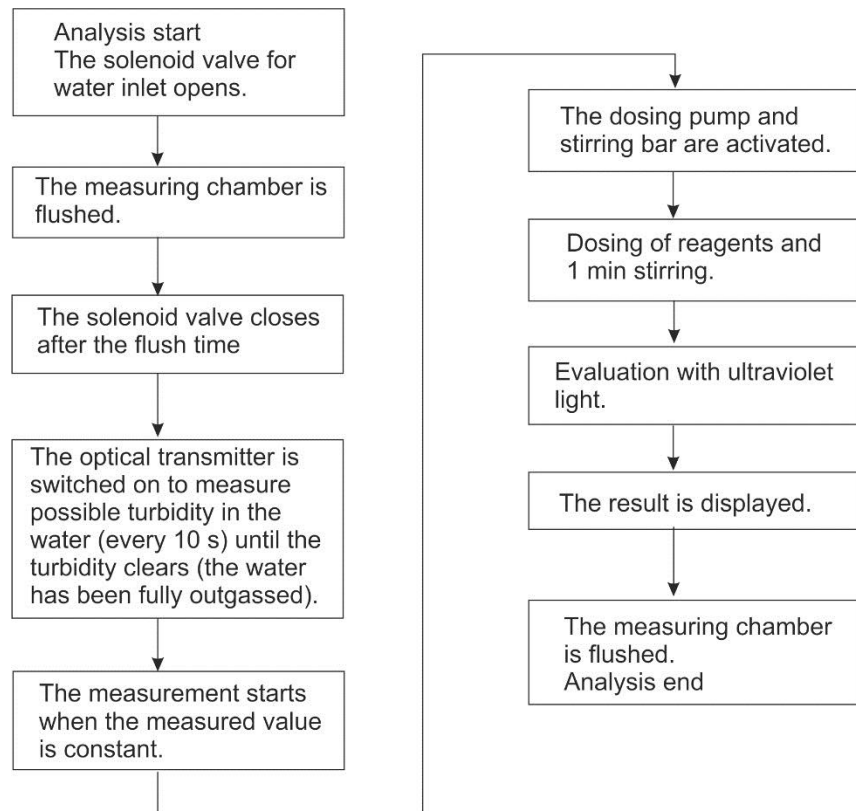 Analysis start
The solenoid valve for
water inlet opens.
The measuring chamber is
flushed.
The solenoid valve closes
after the flush time
The optical transmitter is
switched on to measure
possible turbidity in the
water (every 10 s) until the
turbidity clears (the water
has been fully outgassed).
The measurement starts
when the measured value
is constant.
The dosing pump and
stirring bar are activated.
Dosing of reagents and
1 min stirring.
Evaluation with ultraviolet
light.
The result is displayed.
The measuring chamber
is flushed.
Analysis end